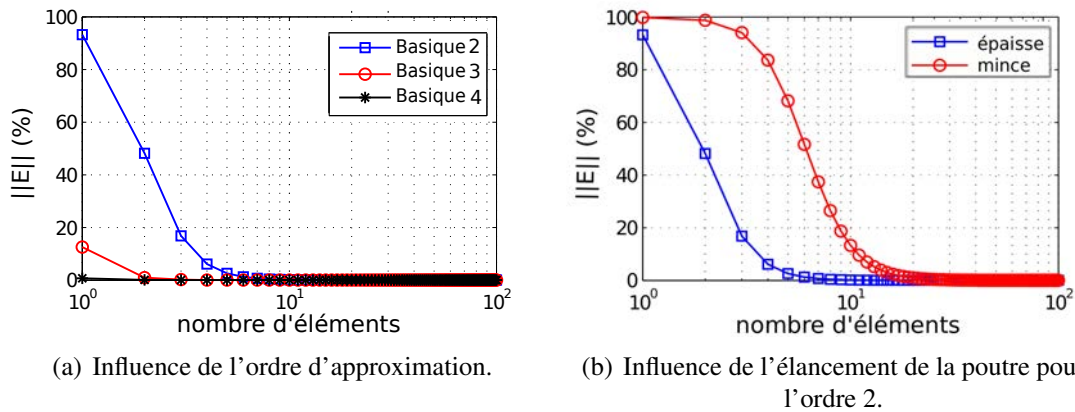 100
80
60
40
20
0
||E|| (%)
Basique 2
Basique 3
Basique 4
10^0
10^1
10^2
nombre d'éléments
(a) Influence de l'ordre d'approximation.
100
80
60
40
20
0
||E|| (%)
épaisse
mince
10^0
10^1
10^2
nombre d'éléments
(b) Influence de l'élancement de la poutre pou
l'ordre 2.